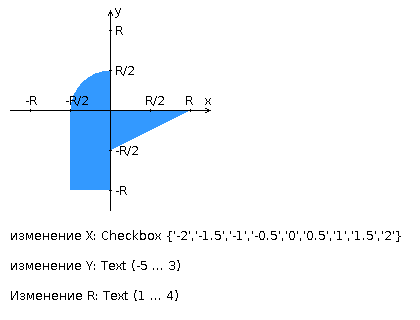 y
R
R/2
-R -R/2 R/2 R x
-R/2
-R
изменение X: Checkbox {'-2','-1.5','-1','-0.5','0','0.5','1','1.5','2'}
изменение Y: Text (-5 ... 3)
Изменение R: Text (1 ... 4)